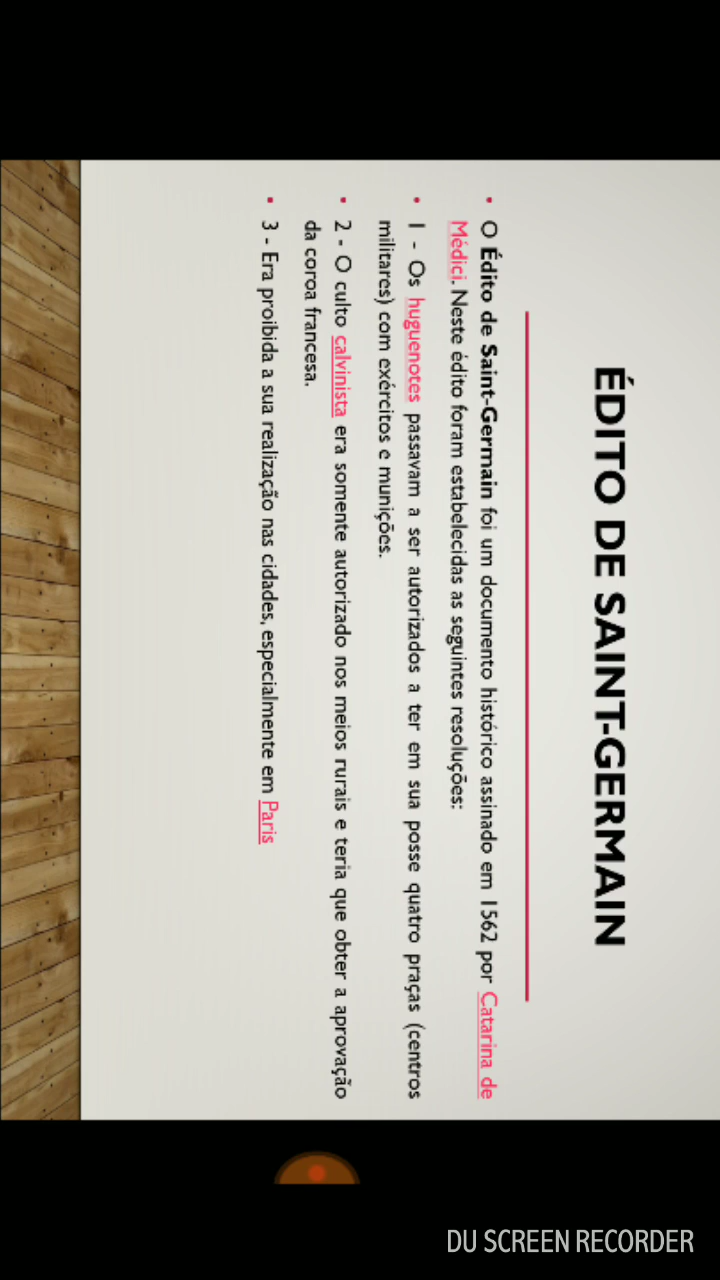 ÉDITO DE SAINT-GERMAIN
• O Édito de Saint-Germain foi um documento histórico assinado em 1562 por Catarina de
Médici. Neste édito foram estabelecidas as seguintes resoluções:
• 1 - Os huguenotes passavam a ser autorizados a ter em sua posse quatro praças (centros
militares) com exércitos e munições.
• 2 - O culto calvinista era somente autorizado nos meios rurais e teria que obter a aprovação
da coroa francesa.
• 3 - Era proibida a sua realização nas cidades, especialmente em Paris
DU SCREEN RECORDER